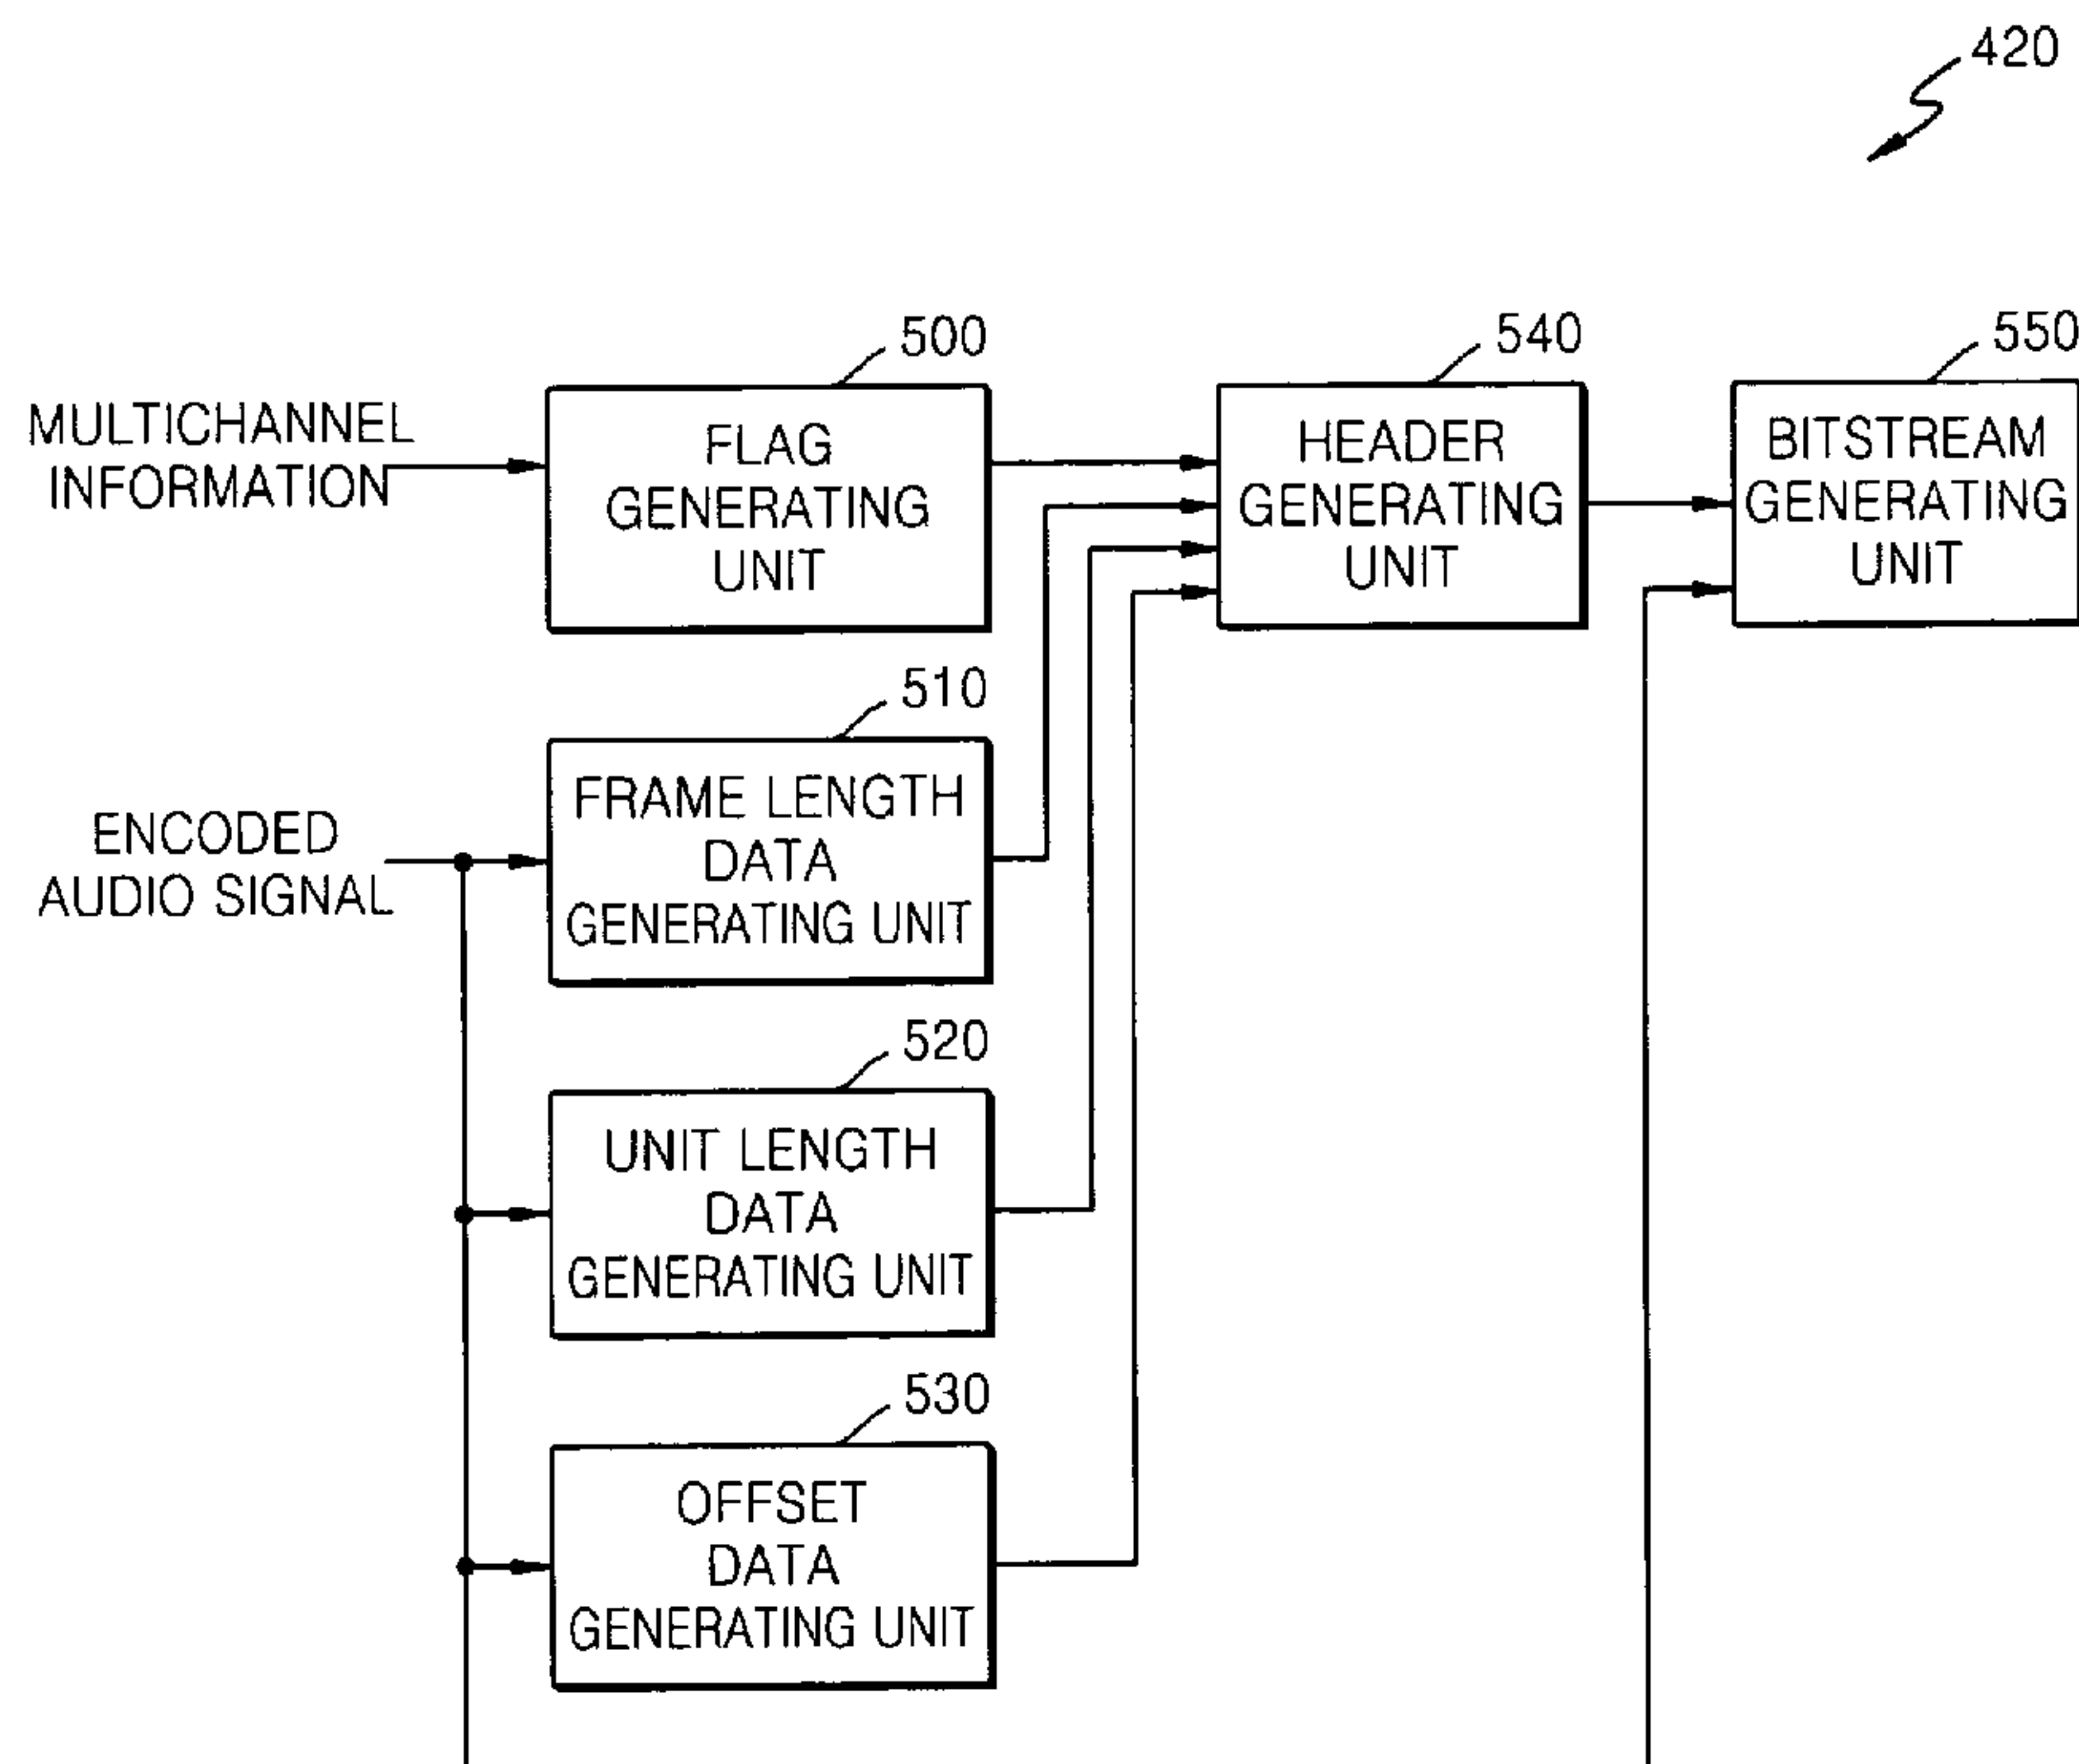 420
500
540
550
MULTICHANNEL
INFORMATION
FLAG
GENERATING
UNIT
HEADER
GENERATING
UNIT
BITSTREAM
GENERATING
UNIT
510
ENCODED
AUDIO SIGNAL
FRAME LENGTH
DATA
GENERATING UNIT
520
UNIT LENGTH
DATA
GENERATING UNIT
530
OFFSET
DATA
GENERATING UNIT